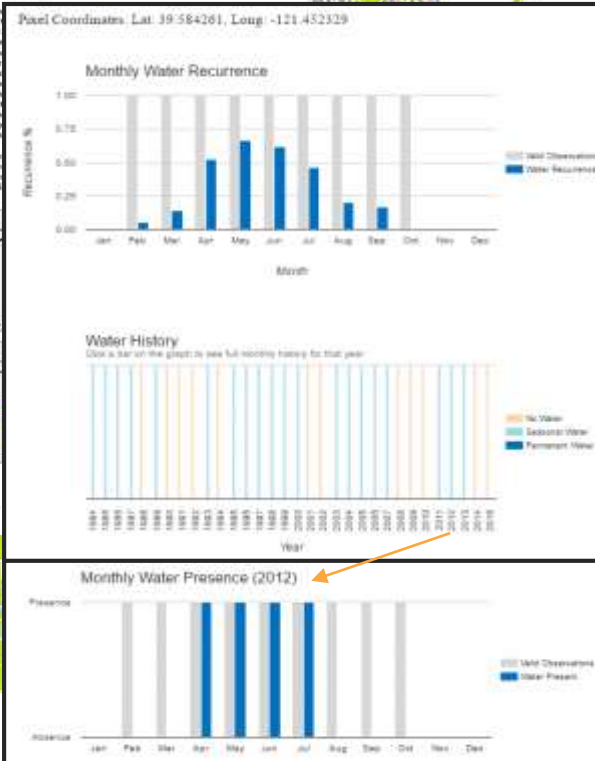 Pixel Coordinates: Lat: 39.584261, Long: -121.452329
Monthly Water Recurrence
Recurrence %
1.00
0.75
0.50
0.25
0.00
Jan Feb Mar Apr May Jun Jul Aug Sep Oct Nov Dec
Month
Valid Observations
Water Recurrence
Water History
Click a bar on the graph to see full monthly history for that year
No Water
Seasonal Water
Permanent Water
Year
Monthly Water Presence (2012)
Presence
Absence
Jan Feb Mar Apr May Jun Jul Aug Sep Oct Nov Dec
Valid Observations
Water Present